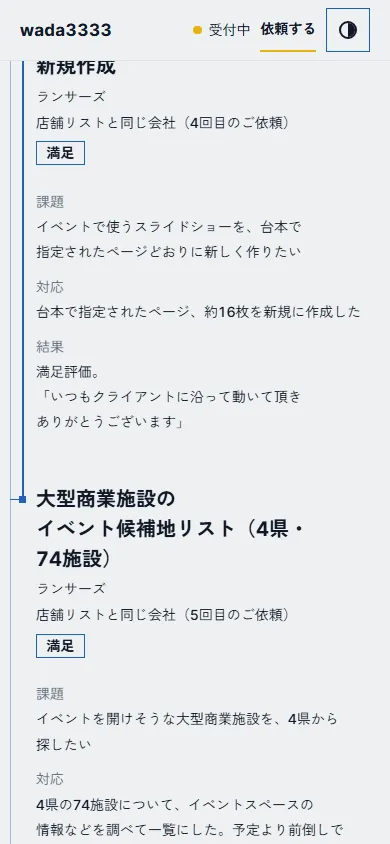 wada3333
受付中
依頼する
新規作成
ランサーズ
店舗リストと同じ会社（4回目のご依頼）
満足
課題
イベントで使うスライドショーを、台本で
指定されたページどおりに新しく作りたい
対応
台本で指定されたページ、約16枚を新規に作成した
結果
満足評価。
「いつもクライアントに沿って動いて頂き
ありがとうございます」
大型商業施設の
イベント候補地リスト（4県・
74施設）
ランサーズ
店舗リストと同じ会社（5回目のご依頼）
満足
課題
イベントを開けそうな大型商業施設を、4県から
探したい
対応
4県の74施設について、イベントスペースの
情報などを調べて一覧にした。予定より前倒しで